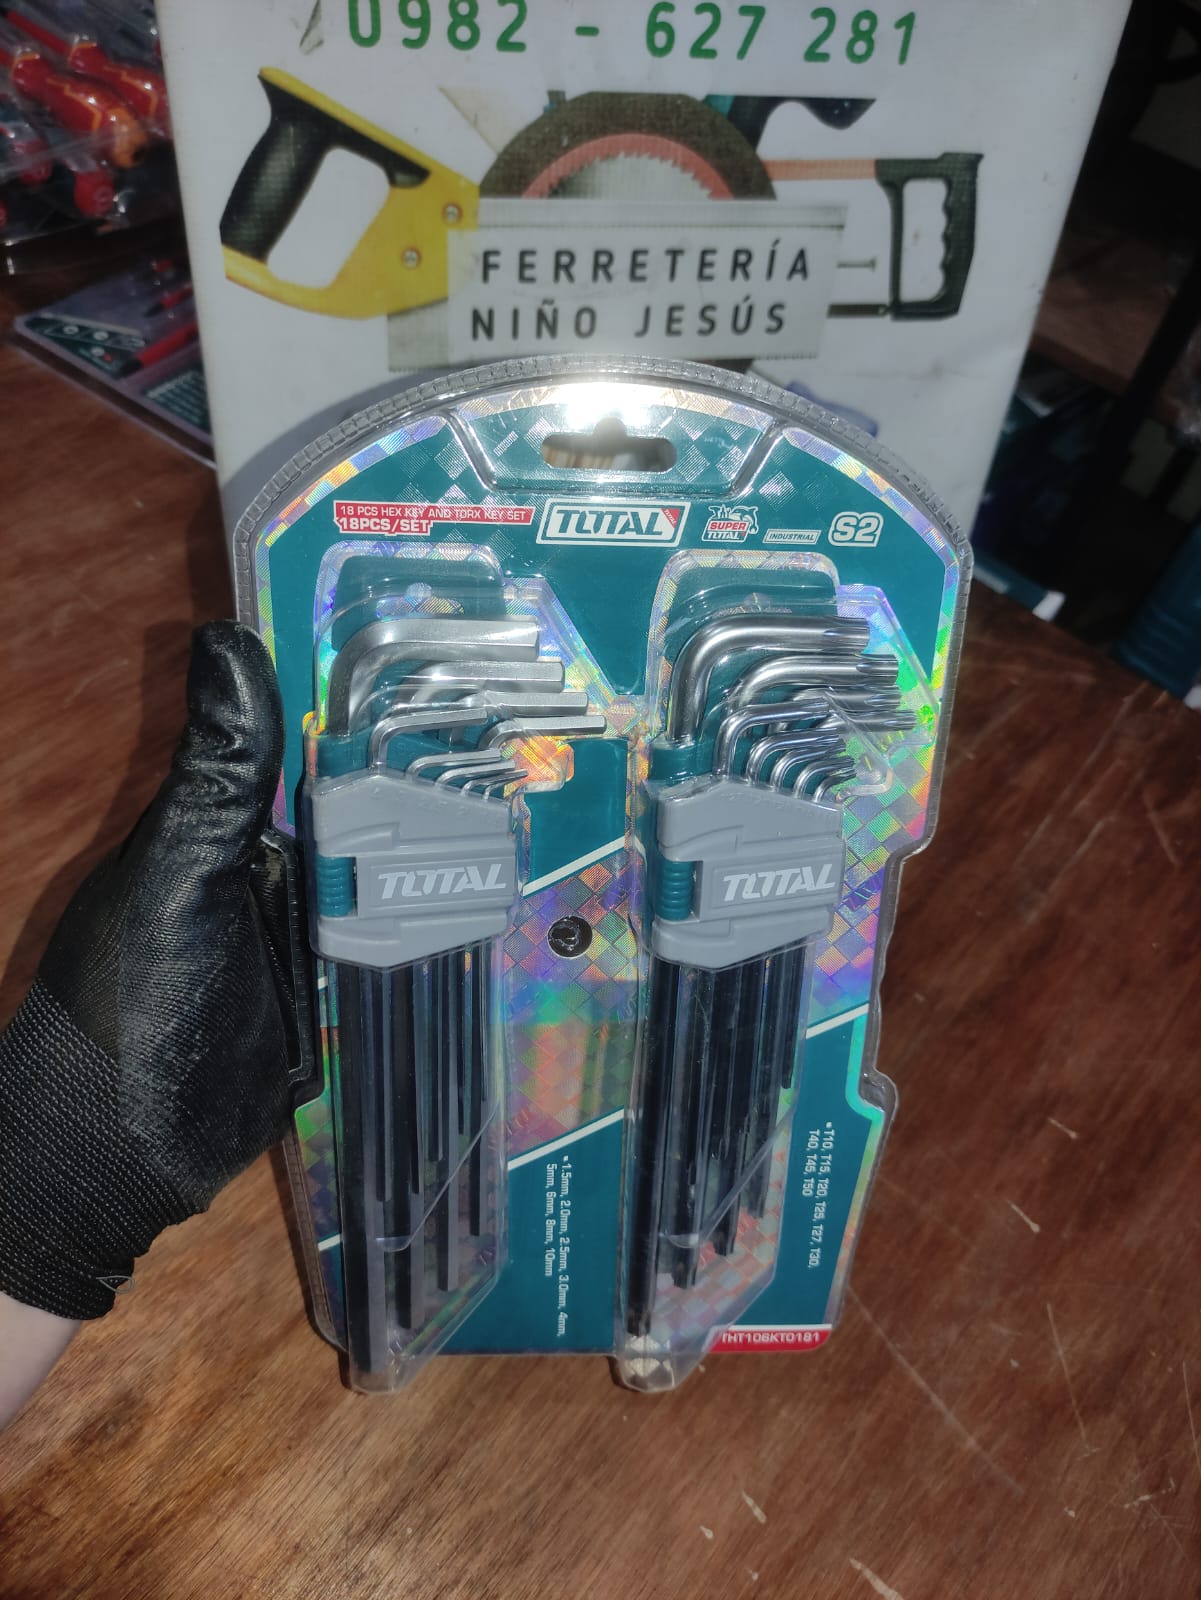 0982 - 627 281
FERRETERÍA
NIÑO JESÚS
18 PCS HEX KEY AND TORX KEY SET
18PCS/SET
TOTAL
SUPER
TOTAL
INDUSTRIAL
S2
TOTAL
TOTAL
• 1.5mm, 2.0mm, 2.5mm, 3.0mm, 4mm,
5mm, 6mm, 8mm, 10mm
• T10, T15, T20, T25, T27, T30,
T40, T45, T50
THT106KT0181